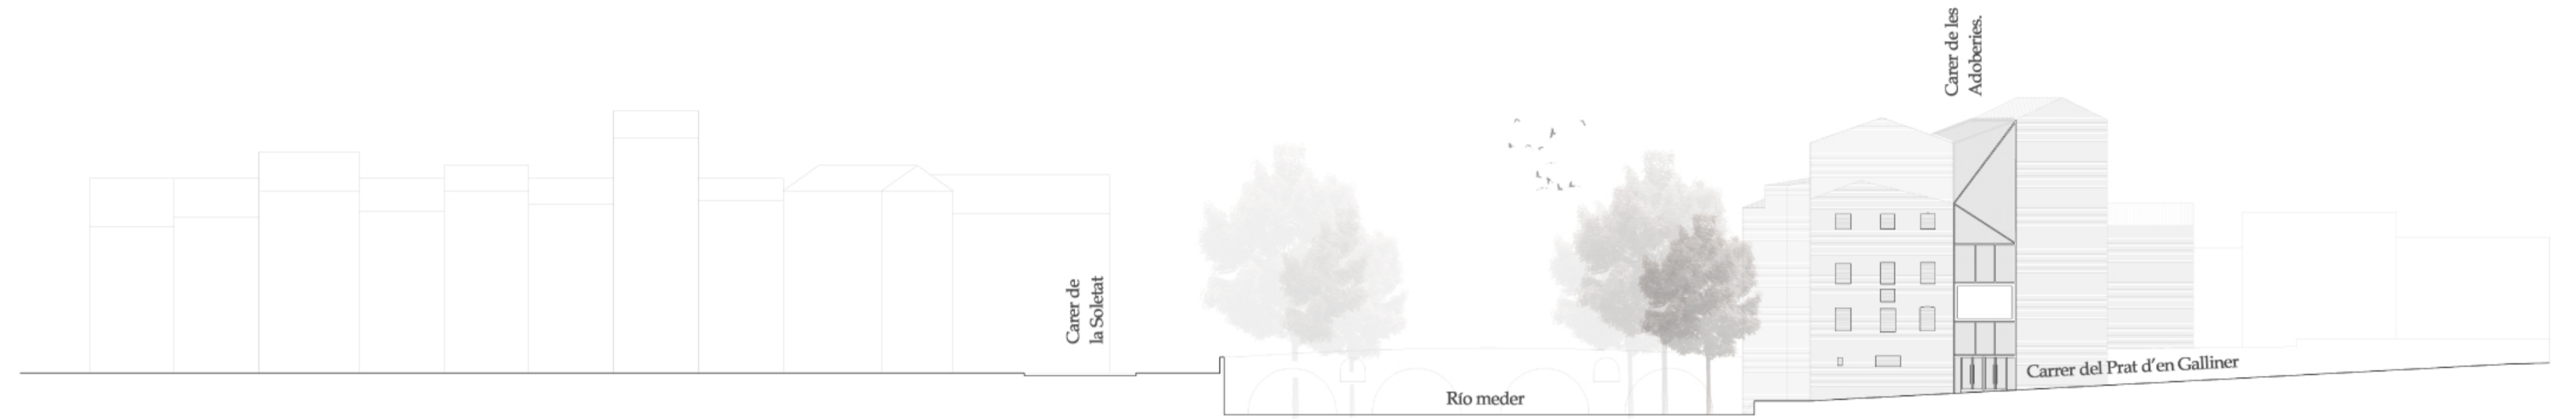 Carer de
la Soletat
Río meder
Carer de les
Adoberies.
Carrer del Prat d'en Galliner